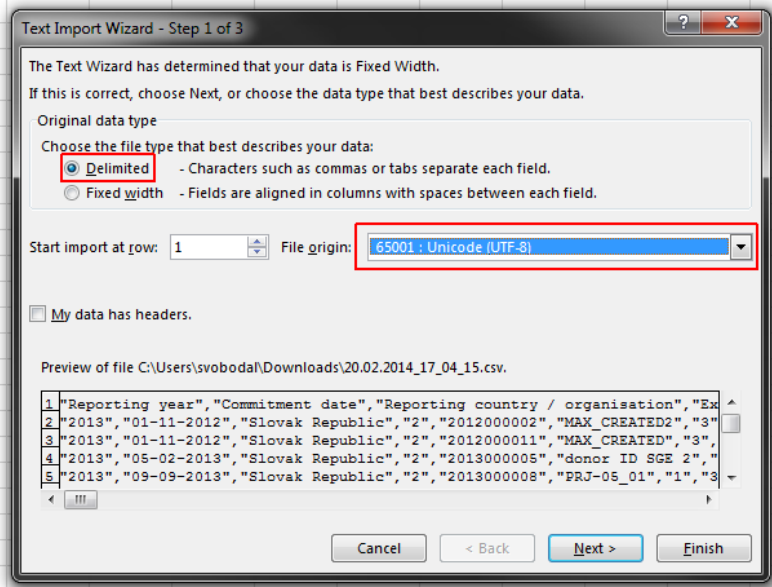 Text Import Wizard - Step 1 of 3
The Text Wizard has determined that your data is Fixed Width.
If this is correct, choose Next, or choose the data type that best describes your data.
Original data type
Choose the file type that best describes your data:
Delimited - Characters such as commas or tabs separate each field.
Fixed width - Fields are aligned in columns with spaces between each field.
Start import at row: 1 File origin: 65001 : Unicode (UTF-8)
My data has headers.
Preview of file C:\Users\svobodal\Downloads\20.02.2014_17_04_15.csv.
1 "Reporting year","Commitment date","Reporting country / organisation","Ex
2 "2013","01-11-2012","Slovak Republic","2","2012000002","MAX_CREATED2","3"
3 "2013","01-11-2012","Slovak Republic","2","2012000011","MAX_CREATED","3",
4 "2013","05-02-2013","Slovak Republic","2","2013000005","donor ID SGE 2","
5 "2013","09-09-2013","Slovak Republic","2","2013000008","PRJ-05_01","1","3
Cancel < Back Next > Finish